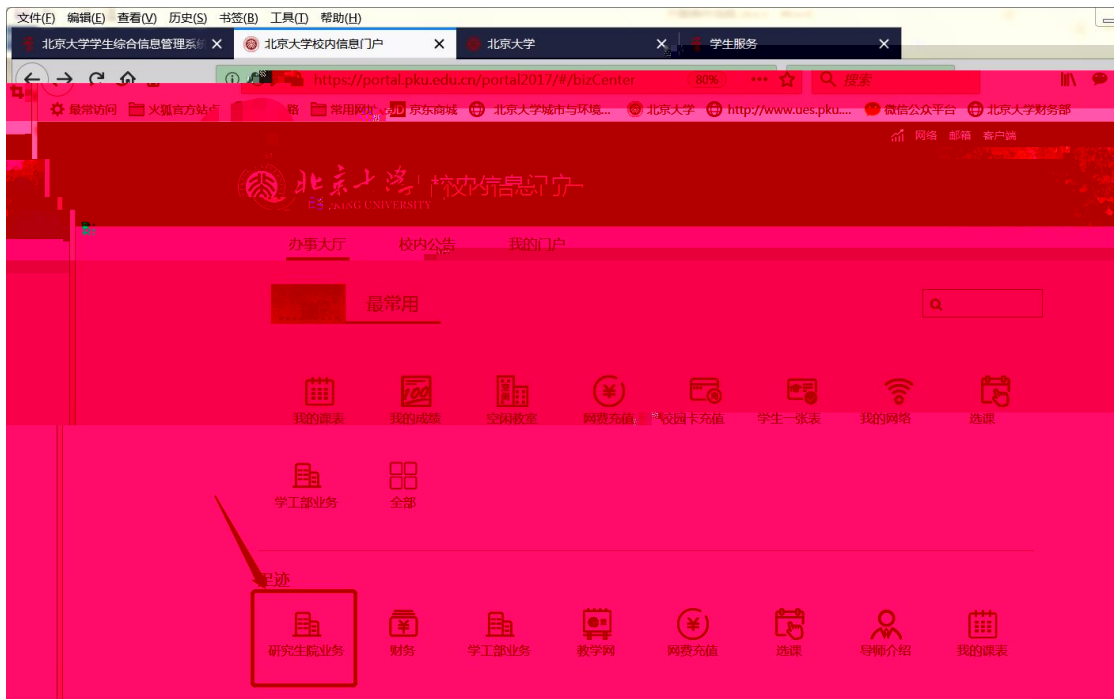 文件(F) 编辑(E) 查看(V) 历史(S) 书签(B) 工具(T) 帮助(H)
北京大学学生综合信息管理系统 北京大学校内信息门户 北京大学 学生服务
https://portal.pku.edu.cn/portal2017/#/bizCenter 80% 搜索
最常访问 火狐官方站点 常用网址 JD 京东商城 北京大学城市与环境... 北京大学 http://www.ues.pku.... 微信公众平台 北京大学财务部
网络 邮箱 客户端
北京大学 校内信息门户
PEKING UNIVERSITY
办事大厅 校内公告 我的门户
最常用
我的课表 我的成绩 空闲教室 网费充值 校园卡充值 学生一张表 我的网络 选课
学工部业务 全部
足迹
研究生院业务 财务 学工部业务 教学网 网费充值 选课 导师介绍 我的课表